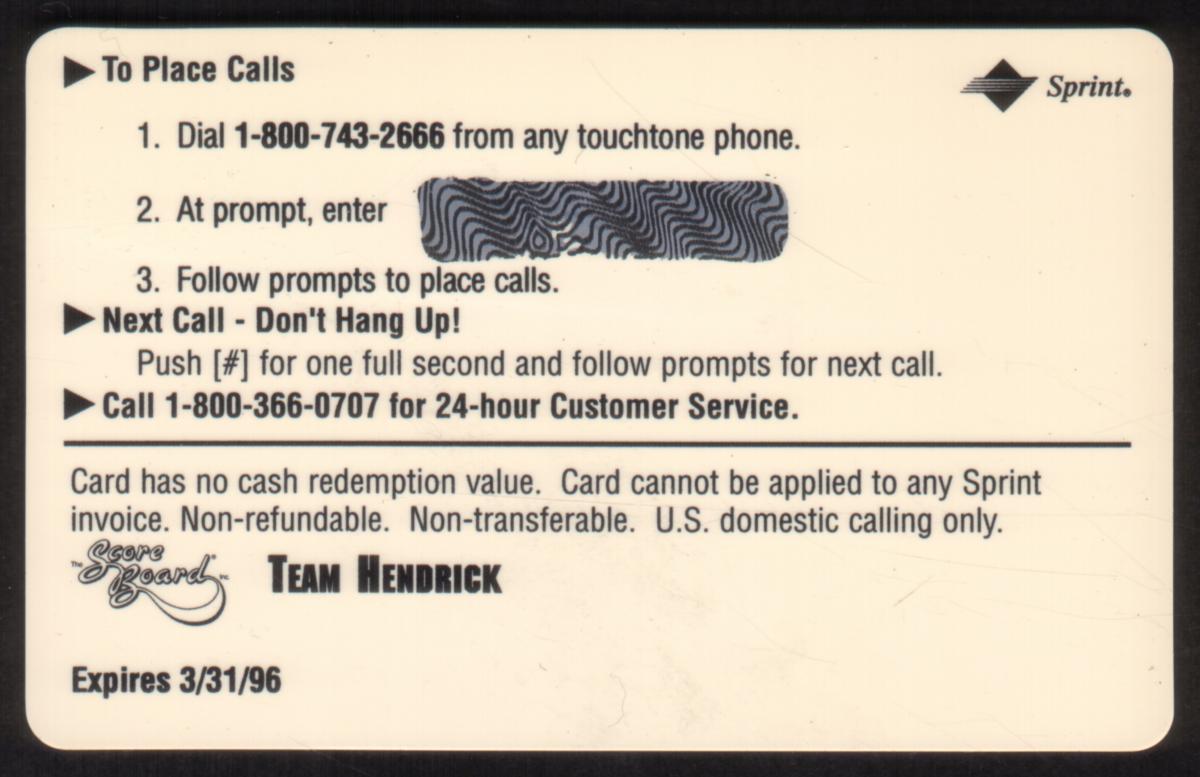 ▶ To Place Calls
Sprint®
1. Dial 1-800-743-2666 from any touchtone phone.
2. At prompt, enter
3. Follow prompts to place calls.
▶ Next Call - Don't Hang Up!
Push [#] for one full second and follow prompts for next call.
▶ Call 1-800-366-0707 for 24-hour Customer Service.
Card has no cash redemption value. Card cannot be applied to any Sprint
invoice. Non-refundable. Non-transferable. U.S. domestic calling only.
The Score Board® Inc
TEAM HENDRICK
Expires 3/31/96